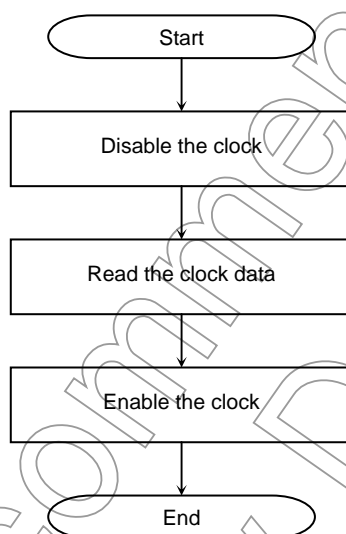 Start
Disable the clock
Read the clock data
Enable the clock
End